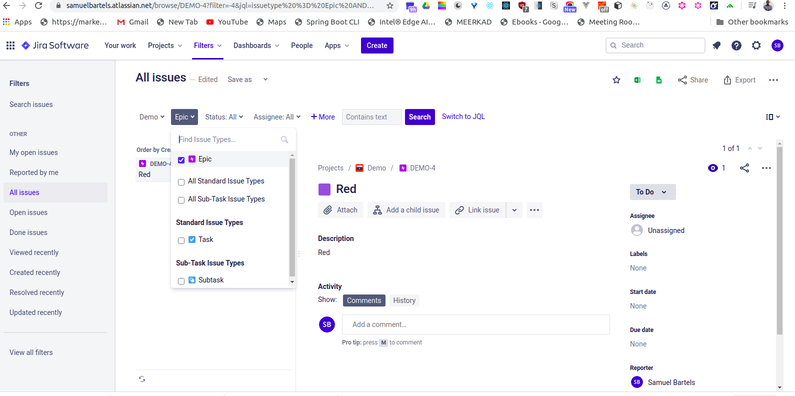 samuelbartels.atlassian.net/browse/DEMO-4?filter=-4&jql=issuetype%20%3D%20Epic%20AND...
Apps
https://marke...
Gmail
New Tab
YouTube
Maps
Spring Boot CLI
Intel® Edge AI...
MEERKAD
Ebooks - Goog...
Meeting Roo...
Other bookmarks
Jira Software
Your work
Projects
Filters
Dashboards
People
Apps
Create
Search
SB
Filters
Search issues
OTHER
My open issues
Reported by me
All issues
Open issues
Done issues
Viewed recently
Created recently
Resolved recently
Updated recently
View all filters
All issues
Edited
Save as
Share
Export
Demo
Epic
Status: All
Assignee: All
+ More
Contains text
Search
Switch to JQL
Order by Cre
DEMO-4
Red
Find Issue Types...
Epic
All Standard Issue Types
All Sub-Task Issue Types
Standard Issue Types
Task
Sub-Task Issue Types
Subtask
1 of 1
Projects / Demo / DEMO-4
1
Red
Attach
Add a child issue
Link issue
Description
Red
Activity
Show:
Comments
History
SB
Add a comment...
Pro tip: press M to comment
To Do
Assignee
Unassigned
Labels
None
Start date
None
Due date
None
Reporter
SB
Samuel Bartels